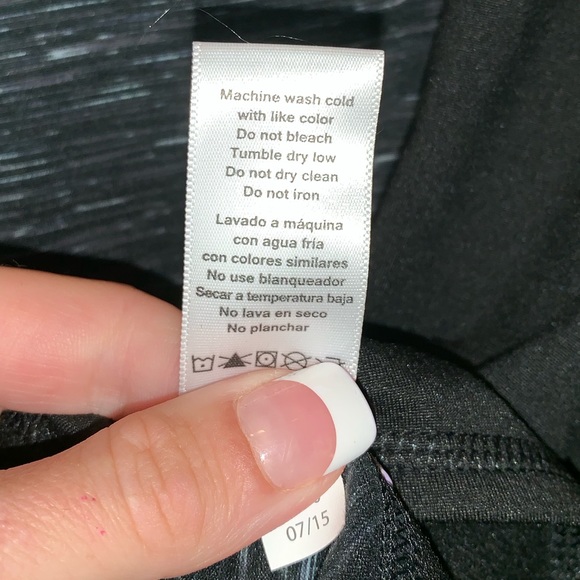 Machine wash cold
with like color
Do not bleach
Tumble dry low
Do not dry clean
Do not iron
Lavado a máquina
con agua fría
con colores similares
No use blanqueador
Secar a temperatura baja
No lava en seco
No planchar
07/15